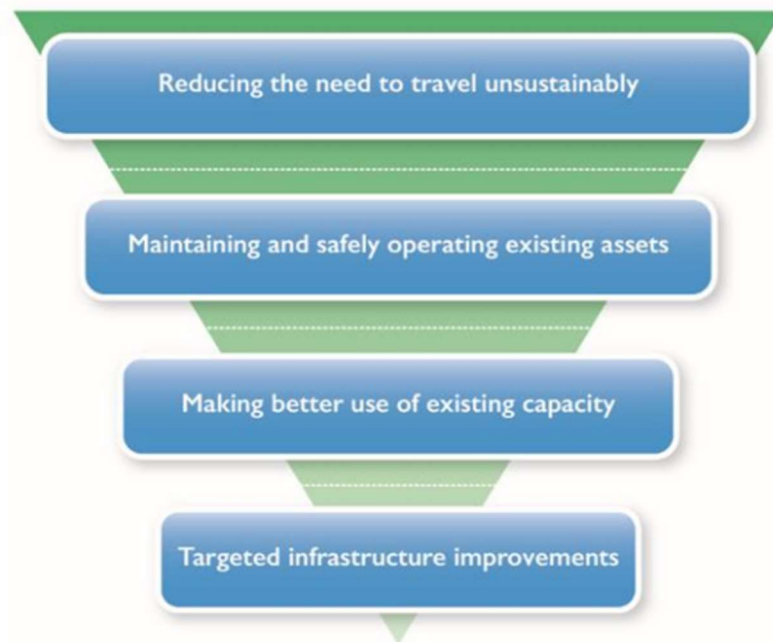 Reducing the need to travel unsustainably
Maintaining and safely operating existing assets
Making better use of existing capacity
Targeted infrastructure improvements